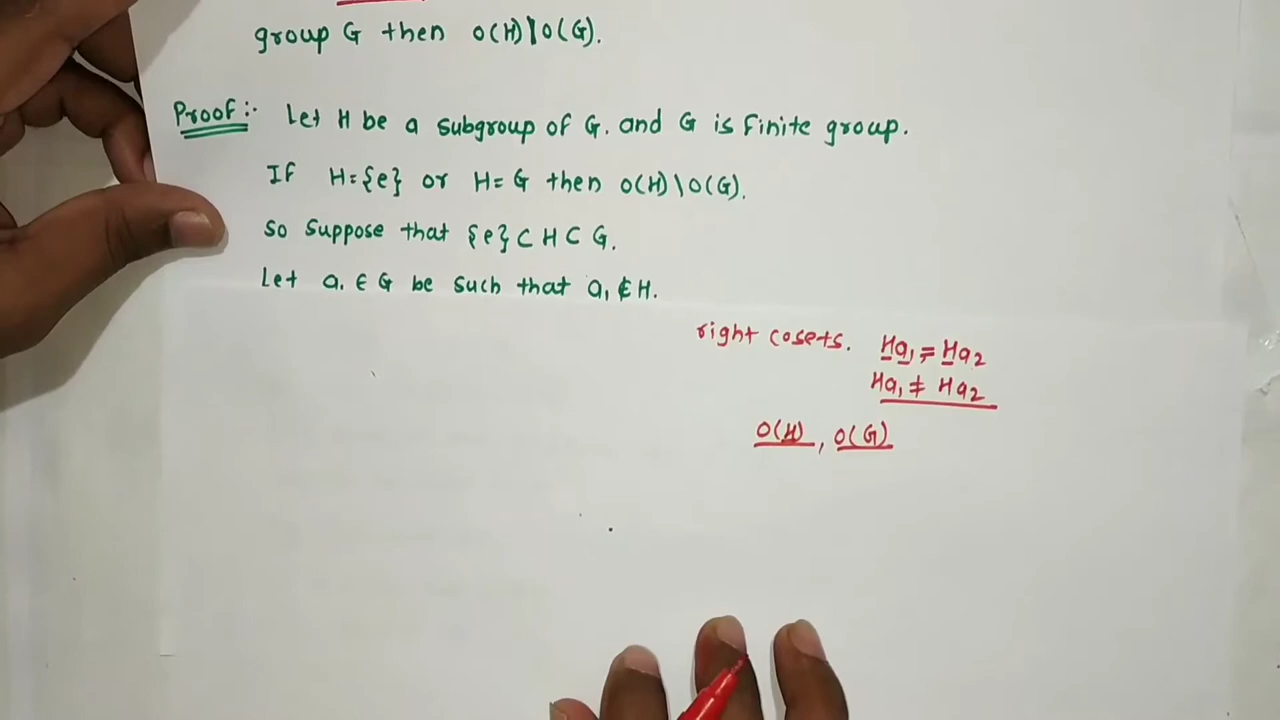 group G then o(H)\o(G).
Proof :- Let H be a subgroup of G. and G is finite group.
If H={e} or H= G then o(H)\o(G).
So suppose that {e} ⊂ H ⊂ G.
Let a₁ ∈ G be such that a₁ ∉ H.
right cosets. Ha₁ = Ha₂
Ha₁ ≠ Ha₂
O(H), O(G)